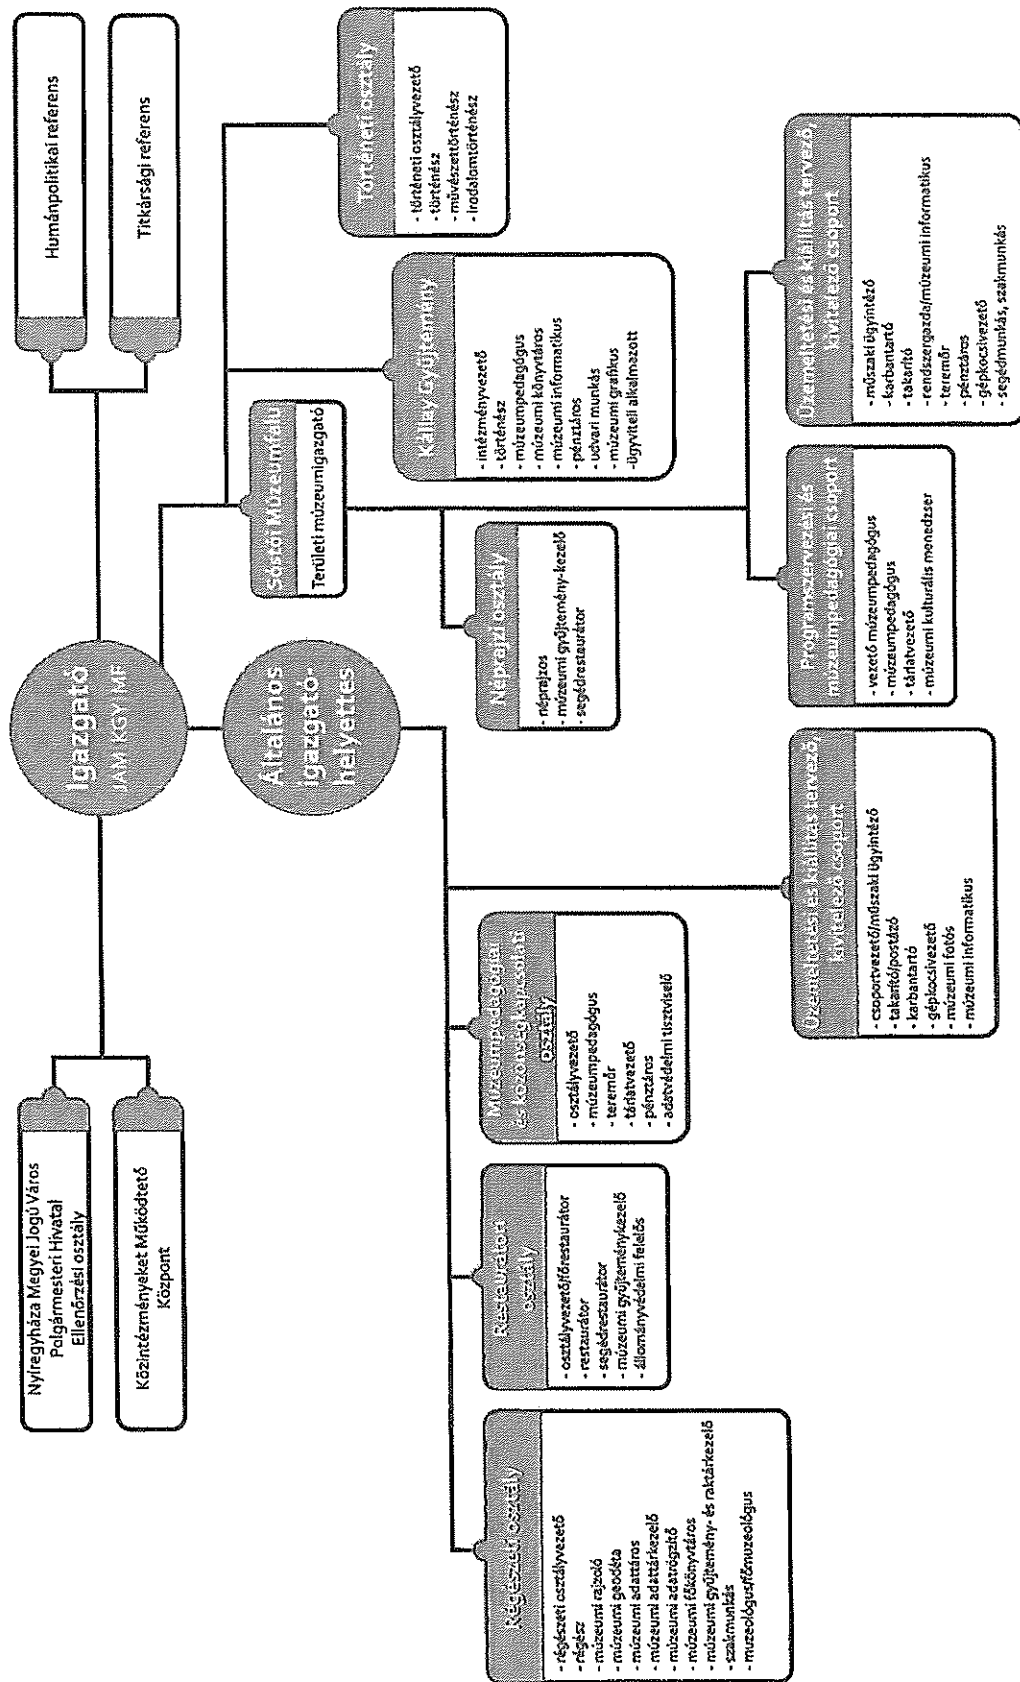 Nyíregyháza Megyei Jogú Város
Polgármesteri Hivatal
Ellenőrzési osztály
Közintézményeket Működtető
Központ
Igazgató
JAM KGY MF
Humánpolitikai referens
Titkársági referens
Általános
igazgató-
helyettes
Sóstói Múzeumfalu
Területi múzeumigazgató
Kállay Gyűjtemény
- intézményvezető
- történész
- múzeumpedagógus
- múzeumi könyvtáros
- múzeumi informatikus
- pénztáros
- udvari munkás
- múzeumi grafikus
-ügyviteli alkalmazott
Történeti osztály
- történeti osztályvezető
- történész
- művészettörténész
- irodalomtörténész
Régészeti osztály
- régészeti osztályvezető
- régész
- múzeumi rajzoló
- múzeumi geodéta
- múzeumi adattáros
- múzeumi adattárkezelő
- múzeumi adatrögzítő
- múzeumi főkönyvtáros
- múzeumi gyűjtemény- és raktárkezelő
- szakmunkás
- muzeológus/főmuzeológus
Restaurátori
osztály
- osztályvezető/főrestaurátor
- restaurátor
- segédrestaurátor
- múzeumi gyűjteménykezelő
- állományvédelmi felelős
Múzeumpedagógiai
és közönségkapcsolati
osztály
- osztályvezető
- múzeumpedagógus
- teremőr
- tárlatvezető
- pénztáros
- adatvédelmi tisztviselő
Néprajzi osztály
- néprajzos
- múzeumi gyűjtemény-kezelő
- segédrestaurátor
Üzemeltetési és kiállítás tervező,
kivitelező csoport
- csoportvezető/műszaki ügyintéző
- takarító/postázó
- karbantartó
- gépkocsivezető
- múzeumi fotós
- múzeumi informatikus
Programszervezési és
múzeumpedagógiai csoport
- vezető múzeumpedagógus
- múzeumpedagógus
- tárlatvezető
- múzeumi kulturális menedzser
Üzemeltetési és kiállítás tervező,
kivitelező csoport
- műszaki ügyintéző
- karbantartó
- takarító
- rendszergazda/múzeumi informatikus
- teremőr
- pénztáros
- gépkocsivezető
- segédmunkás, szakmunkás